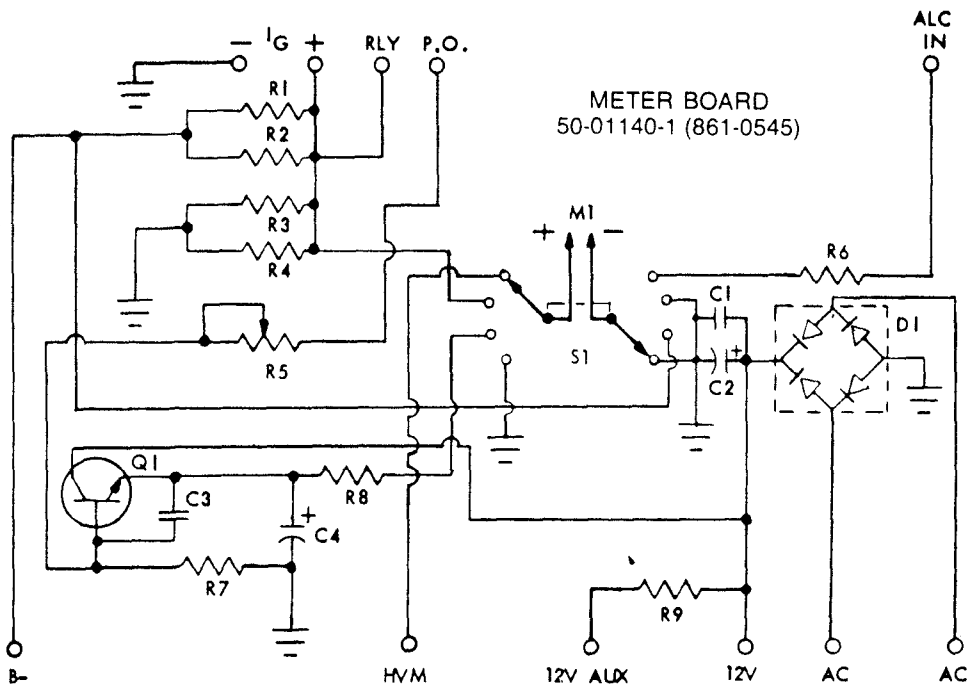 ALC
IN
− IG + RLY P.O.
METER BOARD
50-01140-1 (861-0545)
R1
R2
R3
R4
+ M1 −
R6
C1
D1
S1
C2 +
R5
Q1
C3
R8
+
C4
R7
R9
B− HVM 12V AUX 12V AC AC